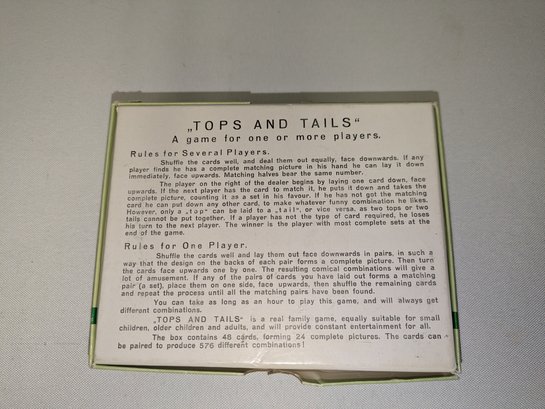 „TOPS AND TAILS“
A game for one or more players.
Rules for Several Players.
Shuffle the cards well, and deal them out equally, face downwards. If any
player finds he has a complete matching picture in his hand he can lay it down
immediately, face upwards. Matching halves bear the same number.
The player on the right of the dealer begins by laying one card down, face
upwards. If the next player has the card to match it, he puts it down and takes the
complete picture, counting it as a set in his favour. If he has not got the matching
card he can put down any other card, to make whatever funny combination he likes.
However, only a „top“ can be laid to a „tail“, or vice versa, as two tops or two
tails cannot be put together. If a player has not the type of card required, he loses
his turn to the next player. The winner is the player with most complete sets at the
end of the game.
Rules for One Player.
Shuffle the cards well and lay them out face downwards in pairs, in such a
way that the design on the backs of each pair forms a complete picture. Then turn
the cards face upwards one by one. The resulting comical combinations will give a
lot of amusement. If any of the pairs of cards you have laid out forms a matching
pair (a set), place them on one side, face upwards, then shuffle the remaining cards
and repeat the process until all the matching pairs have been found.
You can take as long as an hour to play this game, and will always get
different combinations.
„TOPS AND TAILS“ is a real family game, equally suitable for small
children, older children and adults, and will provide constant entertainment for all.
The box contains 48 cards, forming 24 complete pictures. The cards can
be paired to produce 576 different combinations!